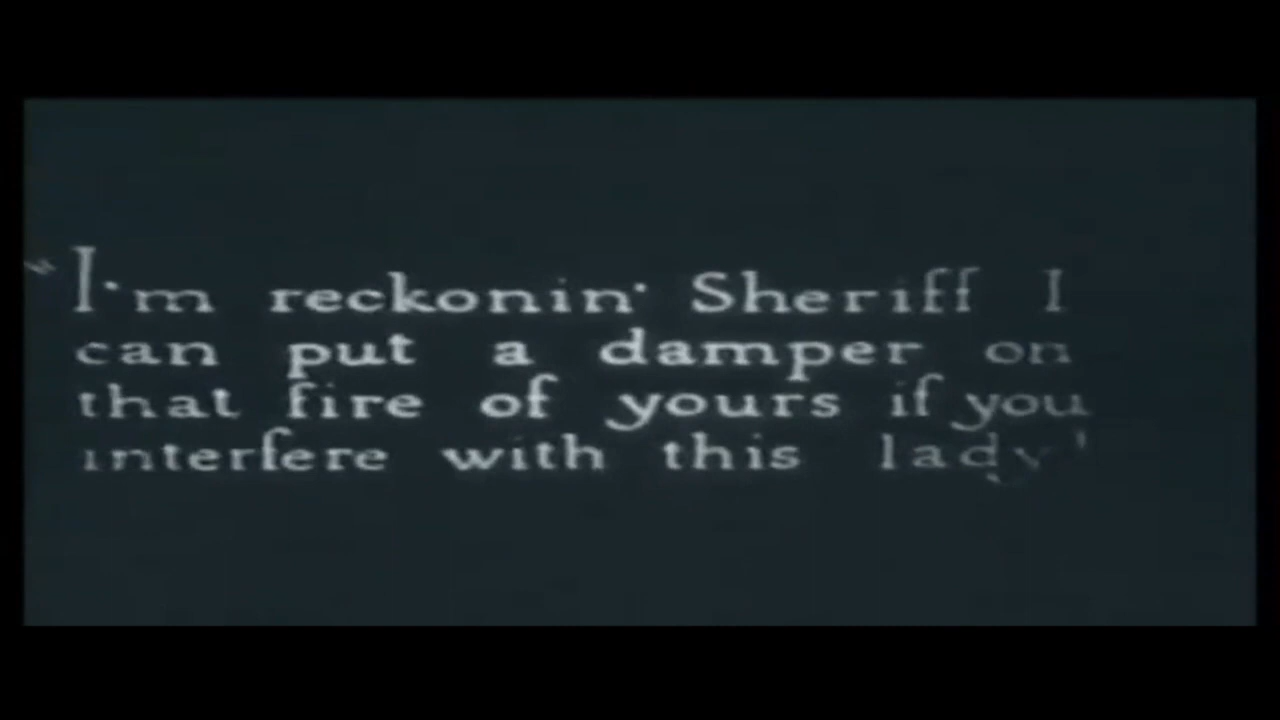 "I'm reckonin' Sheriff I
can put a damper on
that fire of yours if you
interfere with this lady'